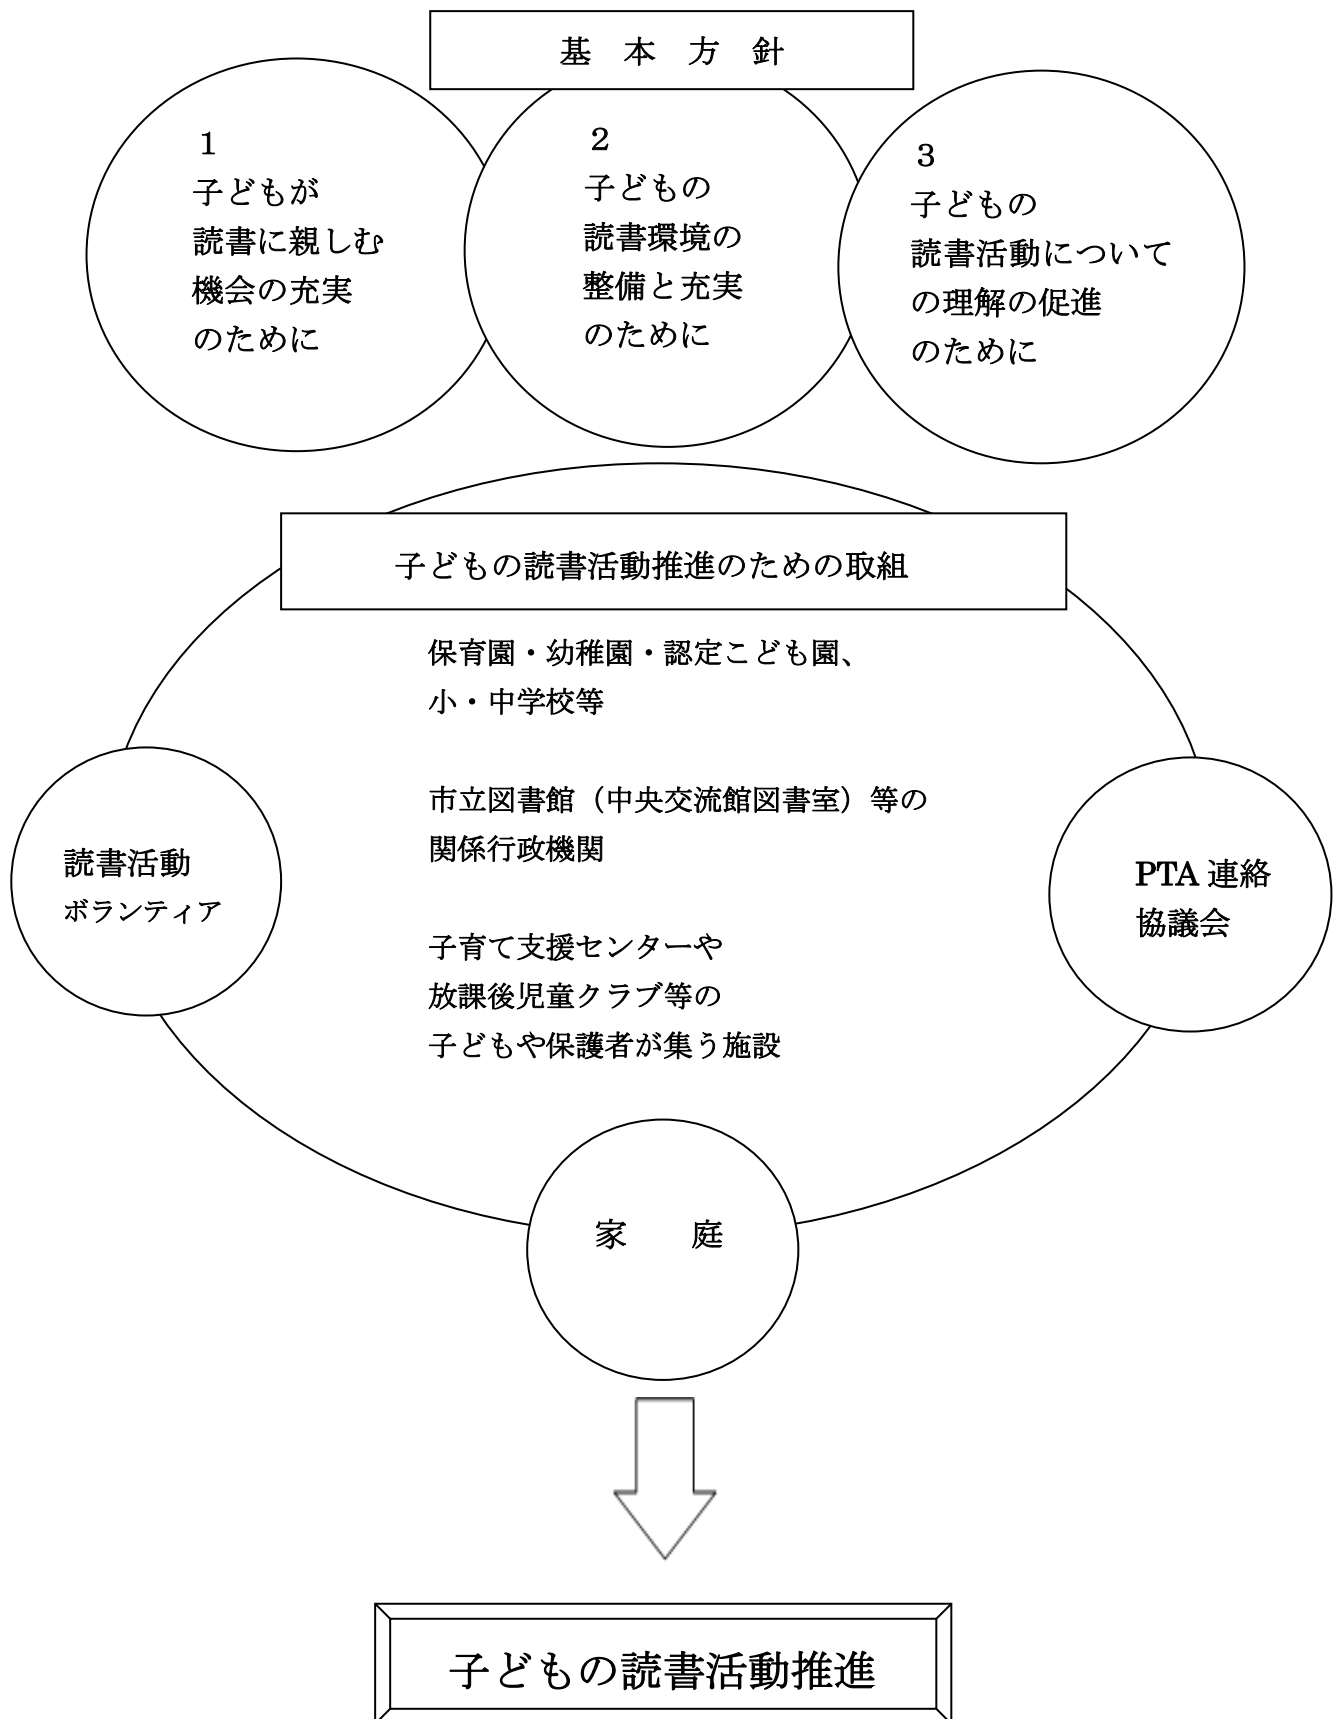 基　本　方　針
1
子どもが
読書に親しむ
機会の充実
のために
2
子どもの
読書環境の
整備と充実
のために
3
子どもの
読書活動について
の理解の促進
のために
子どもの読書活動推進のための取組
保育園・幼稚園・認定こども園、
小・中学校等
市立図書館（中央交流館図書室）等の
関係行政機関
子育て支援センターや
放課後児童クラブ等の
子どもや保護者が集う施設
読書活動
ボランティア
PTA 連絡
協議会
家　　庭
子どもの読書活動推進